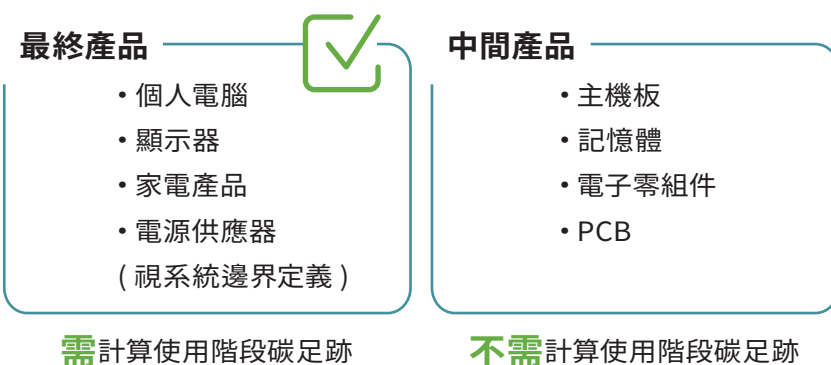 最終產品
• 個人電腦
• 顯示器
• 家電產品
• 電源供應器
( 視系統邊界定義 )
需計算使用階段碳足跡
中間產品
• 主機板
• 記憶體
• 電子零組件
• PCB
不需計算使用階段碳足跡